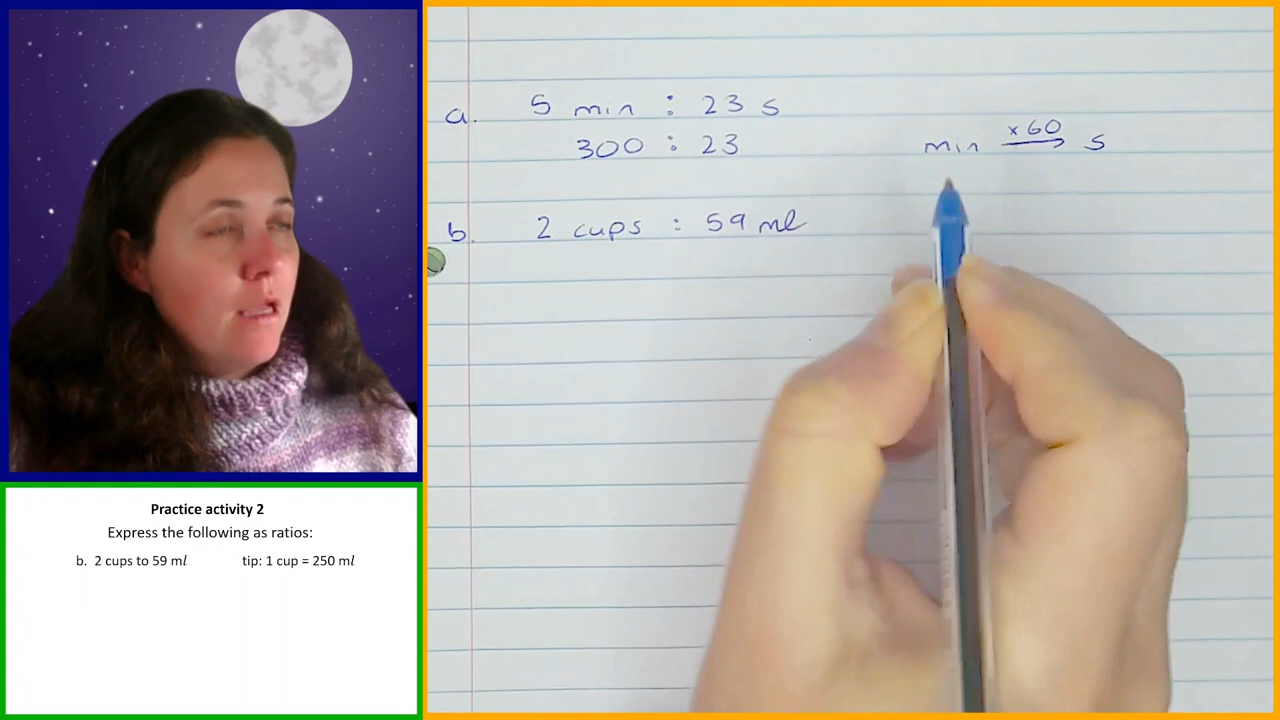 a. 5 min : 23 s
300 : 23
min x60 s
b. 2 cups : 59 ml
Practice activity 2
Express the following as ratios:
b. 2 cups to 59 ml tip: 1 cup = 250 ml